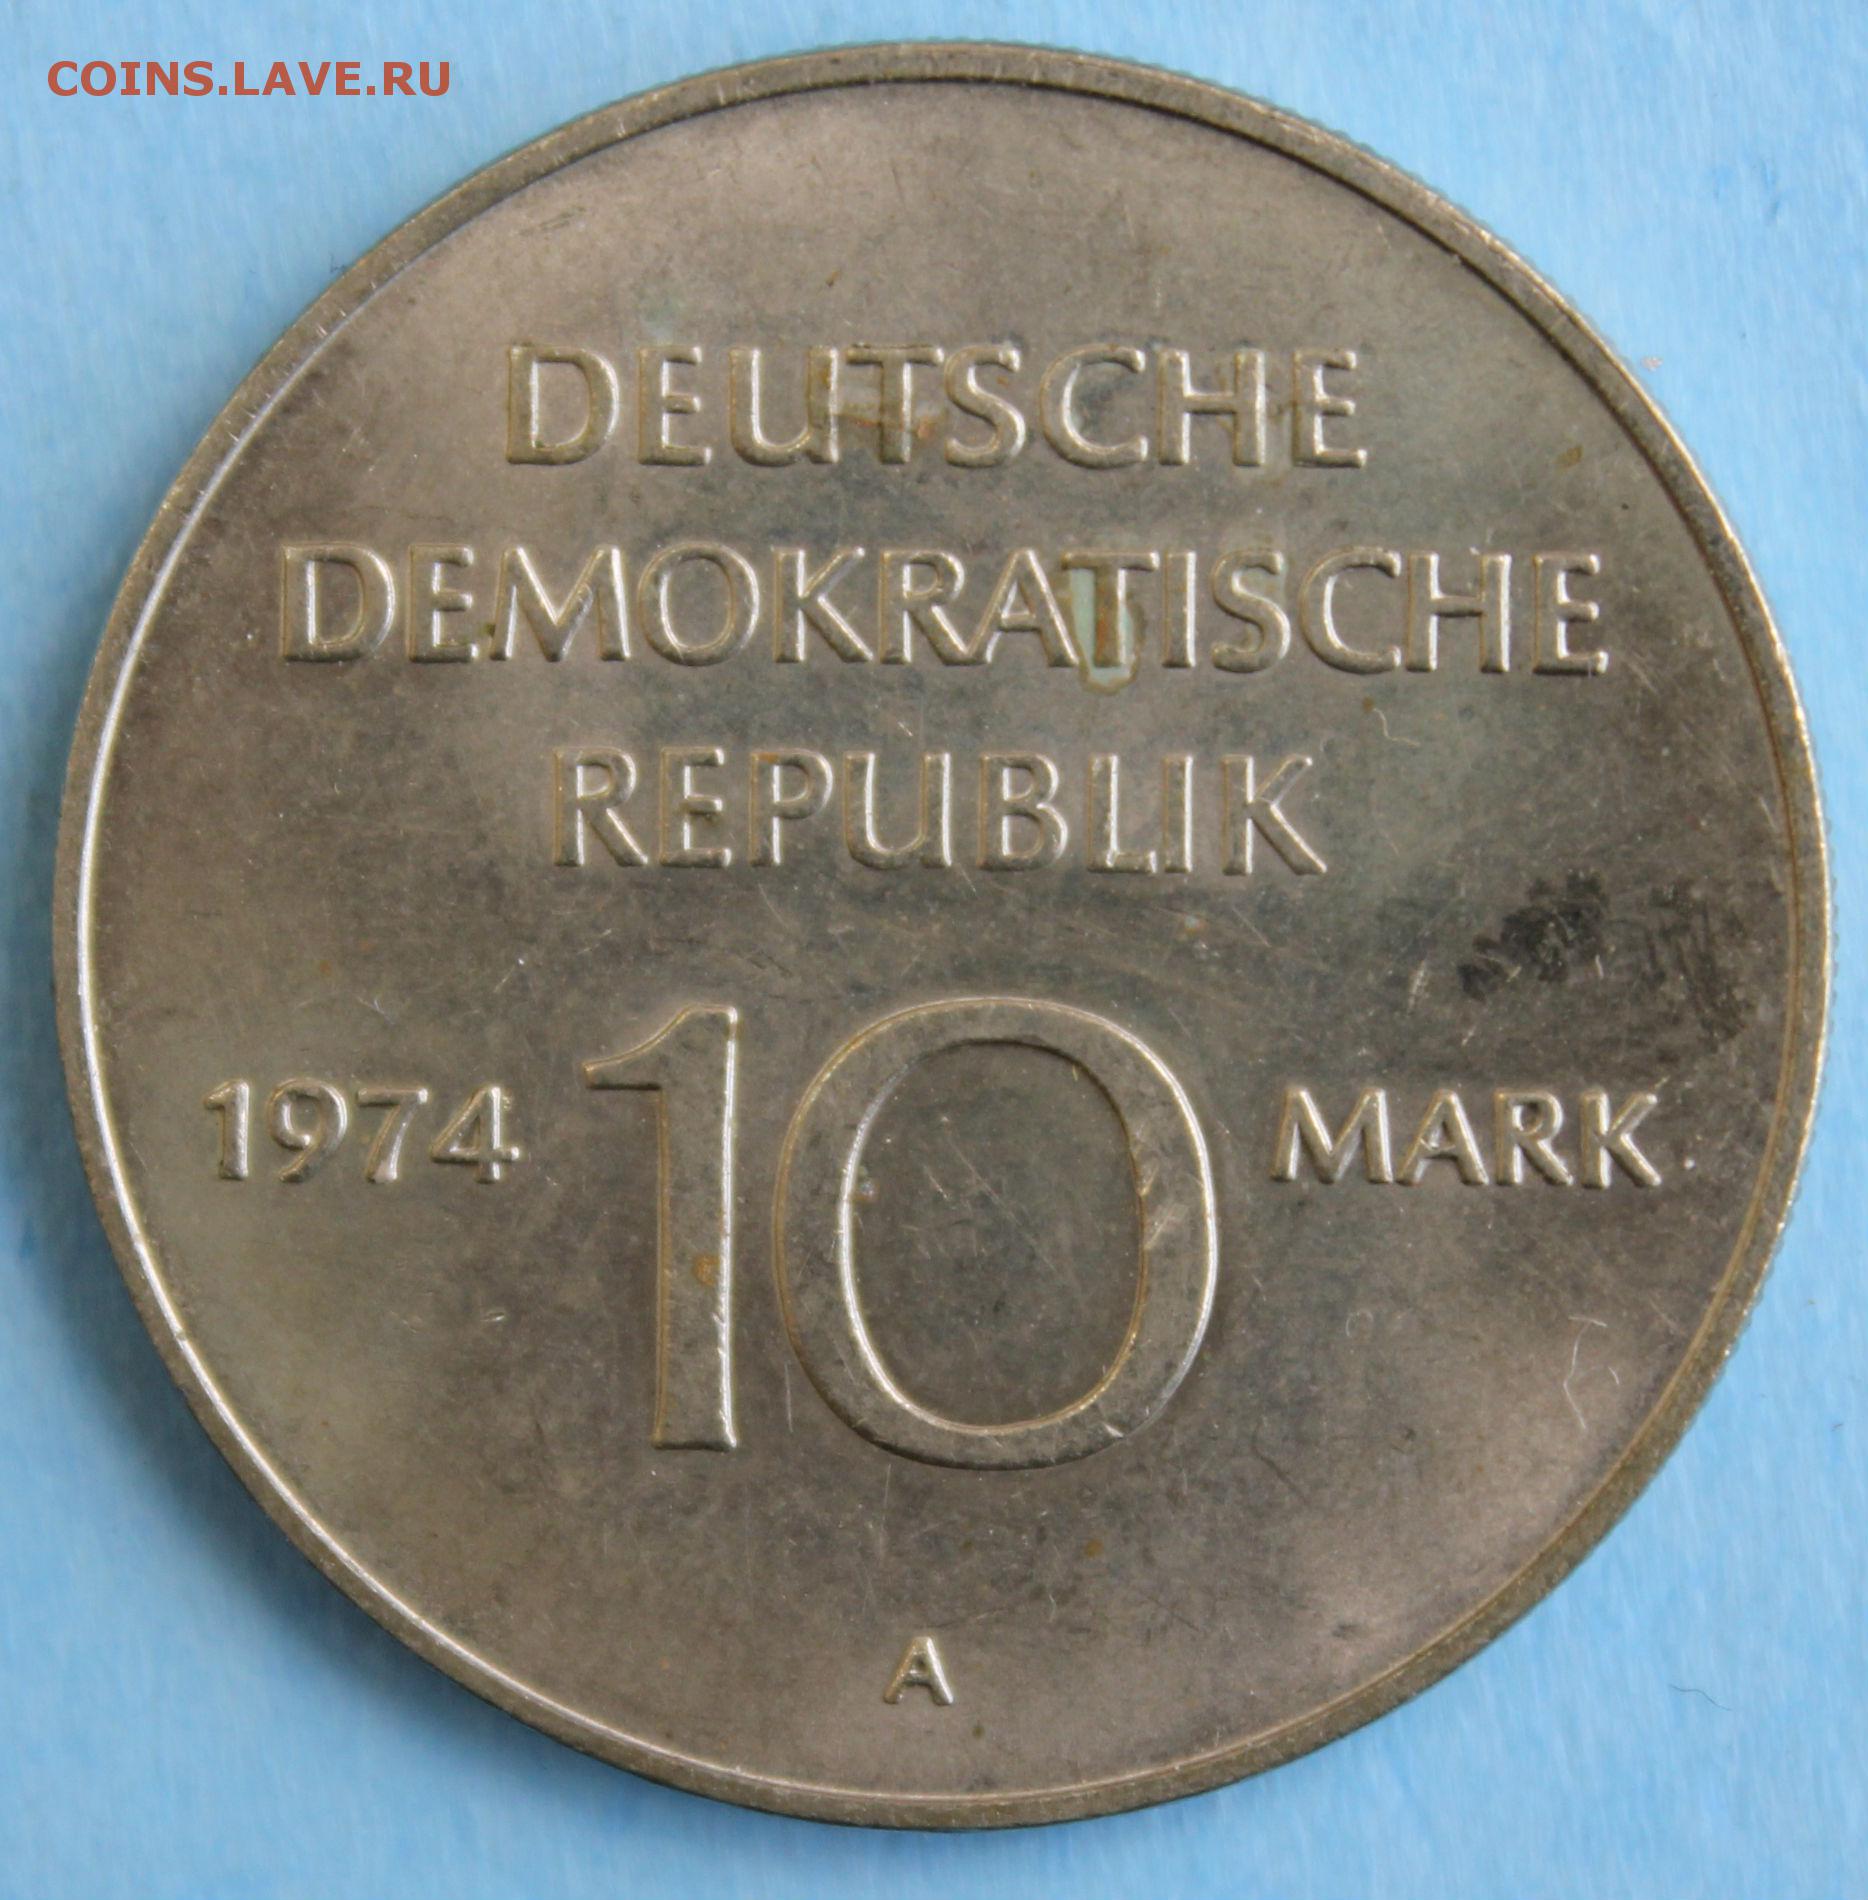 COINS.LAVE.RU
DEUTSCHE
DEMOKRATISCHE
REPUBLIK
1974 10 MARK
A